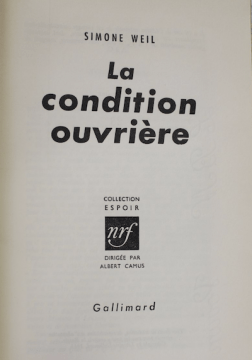 SIMONE WEIL
La
condition
ouvrière
COLLECTION
ESPOIR
nrf
DIRIGÉE PAR
ALBERT CAMUS
Gallimard